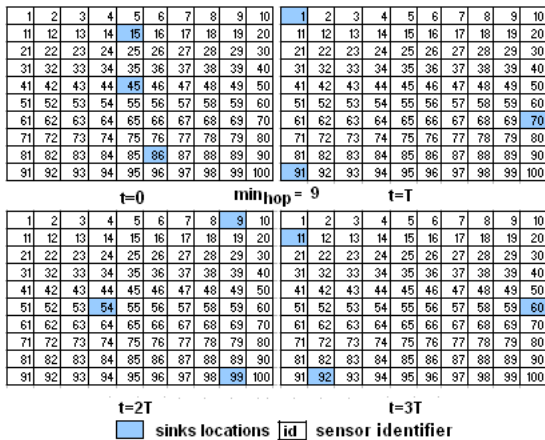 1 2 3 4 5 6 7 8 9 10 1 2 3 4 5 6 7 8 9 10
11 12 13 14 15 16 17 18 19 20 11 12 13 14 15 16 17 18 19 20
21 22 23 24 25 26 27 28 29 30 21 22 23 24 25 26 27 28 29 30
31 32 33 34 35 36 37 38 39 40 31 32 33 34 35 36 37 38 39 40
41 42 43 44 45 46 47 48 49 50 41 42 43 44 45 46 47 48 49 50
51 52 53 54 55 56 57 58 59 60 51 52 53 54 55 56 57 58 59 60
61 62 63 64 65 66 67 68 69 70 61 62 63 64 65 66 67 68 69 70
71 72 73 74 75 76 77 78 79 80 71 72 73 74 75 76 77 78 79 80
81 82 83 84 85 86 87 88 89 90 81 82 83 84 85 86 87 88 89 90
91 92 93 94 95 96 97 98 99 100 91 92 93 94 95 96 97 98 99 100
t=0 minhop = 9 t=T
1 2 3 4 5 6 7 8 9 10 1 2 3 4 5 6 7 8 9 10
11 12 13 14 15 16 17 18 19 20 11 12 13 14 15 16 17 18 19 20
21 22 23 24 25 26 27 28 29 30 21 22 23 24 25 26 27 28 29 30
31 32 33 34 35 36 37 38 39 40 31 32 33 34 35 36 37 38 39 40
41 42 43 44 45 46 47 48 49 50 41 42 43 44 45 46 47 48 49 50
51 52 53 54 55 56 57 58 59 60 51 52 53 54 55 56 57 58 59 60
61 62 63 64 65 66 67 68 69 70 61 62 63 64 65 66 67 68 69 70
71 72 73 74 75 76 77 78 79 80 71 72 73 74 75 76 77 78 79 80
81 82 83 84 85 86 87 88 89 90 81 82 83 84 85 86 87 88 89 90
91 92 93 94 95 96 97 98 99 100 91 92 93 94 95 96 97 98 99 100
t=2T t=3T
sinks locations id sensor identifier